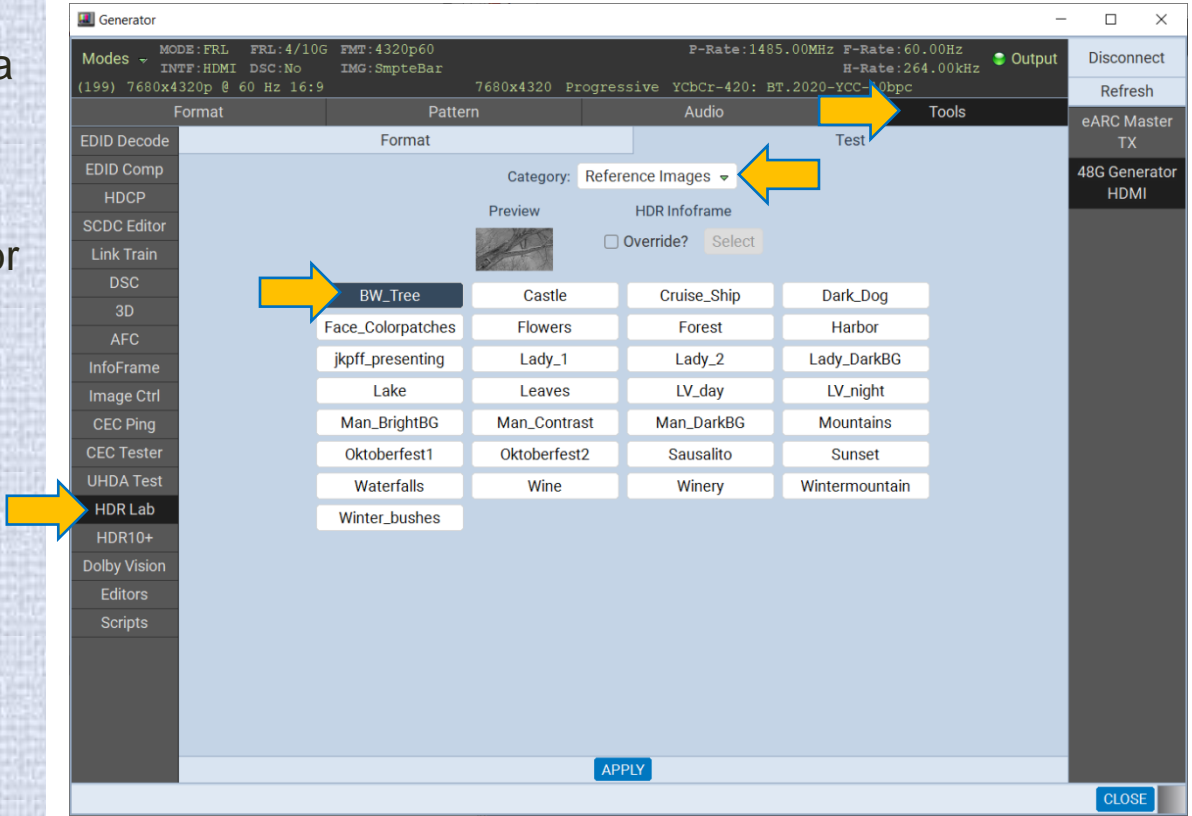 a
or
Generator
Modes MODE:FRL FRL:4/10G FMT:4320p60 P-Rate:1485.00MHz F-Rate:60.00Hz Output
INTF:HDMI DSC:No IMG:SmpteBar H-Rate:264.00kHz
(199) 7680x4320p @ 60 Hz 16:9 7680x4320 Progressive YCbCr-420: BT.2020-YCC
Disconnect
Refresh
Format Pattern Audio Tools
eARC Master
TX
48G Generator
HDMI
EDID Decode
EDID Comp
HDCP
SCDC Editor
Link Train
DSC
3D
AFC
InfoFrame
Image Ctrl
CEC Ping
CEC Tester
UHDA Test
HDR Lab
HDR10+
Dolby Vision
Editors
Scripts
Format Test
Category: Reference Images
Preview HDR Infoframe
Override? Select
BW_Tree Castle Cruise_Ship Dark_Dog
Face_Colorpatches Flowers Forest Harbor
jkpff_presenting Lady_1 Lady_2 Lady_DarkBG
Lake Leaves LV_day LV_night
Man_BrightBG Man_Contrast Man_DarkBG Mountains
Oktoberfest1 Oktoberfest2 Sausalito Sunset
Waterfalls Wine Winery Wintermountain
Winter_bushes
APPLY
CLOSE